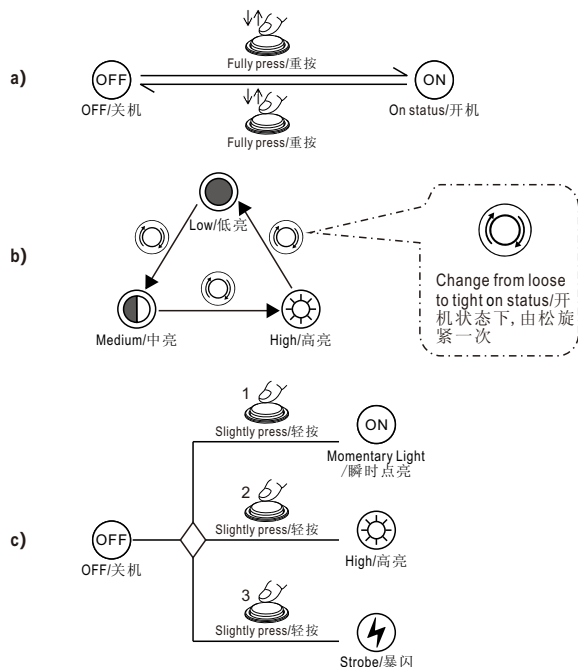 Fully press/重按
a)
OFF
ON
OFF/关机
On status/开机
Fully press/重按
Low/低亮
b)
Medium/中亮
High/高亮
Change from loose
to tight on status/开
机状态下, 由松旋
紧一次
1
Slightly press/轻按
ON
Momentary Light
/瞬时点亮
2
Slightly press/轻按
c)
OFF
OFF/关机
High/高亮
3
Slightly press/轻按
Strobe/暴闪